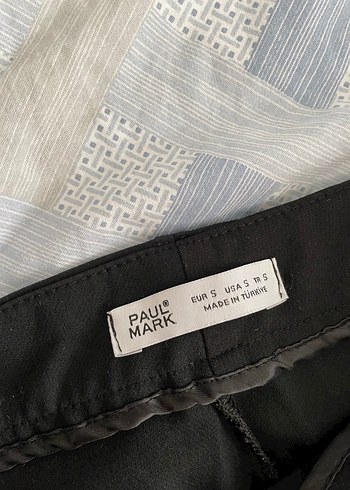 PAUL®
MARK
EUR S USA S TR S
MADE IN TÜRKİYE